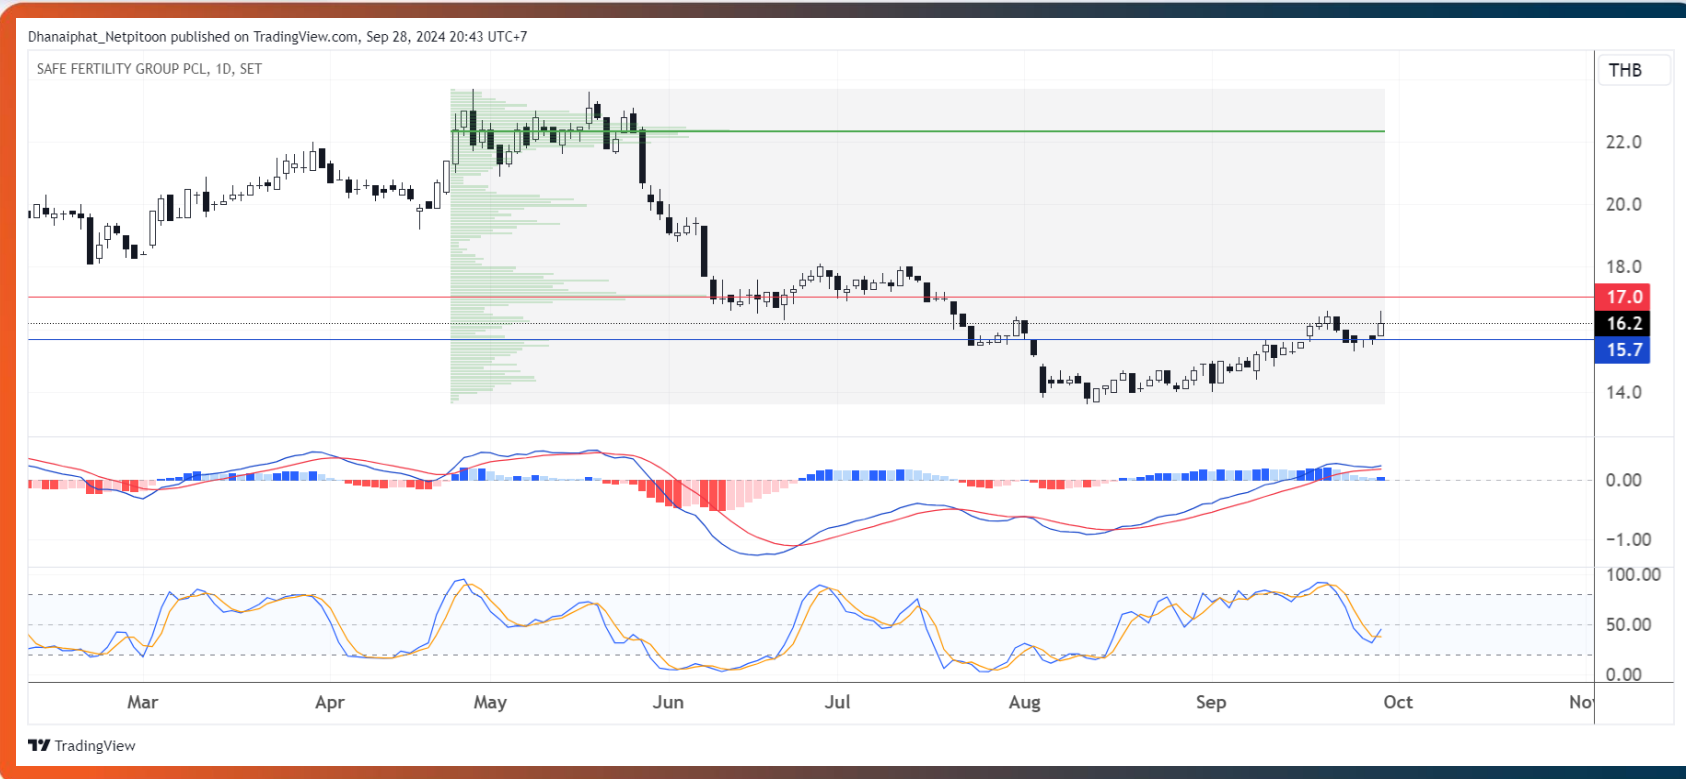 Dhanaiphat_Netpitoon published on TradingView.com, Sep 28, 2024 20:43 UTC+7
SAFE FERTILITY GROUP PCL, 1D, SET
THB
22.0
20.0
18.0
17.0
16.2
15.7
14.0
0.00
−1.00
100.00
50.00
0.00
Mar Apr May Jun Jul Aug Sep Oct No
TradingView